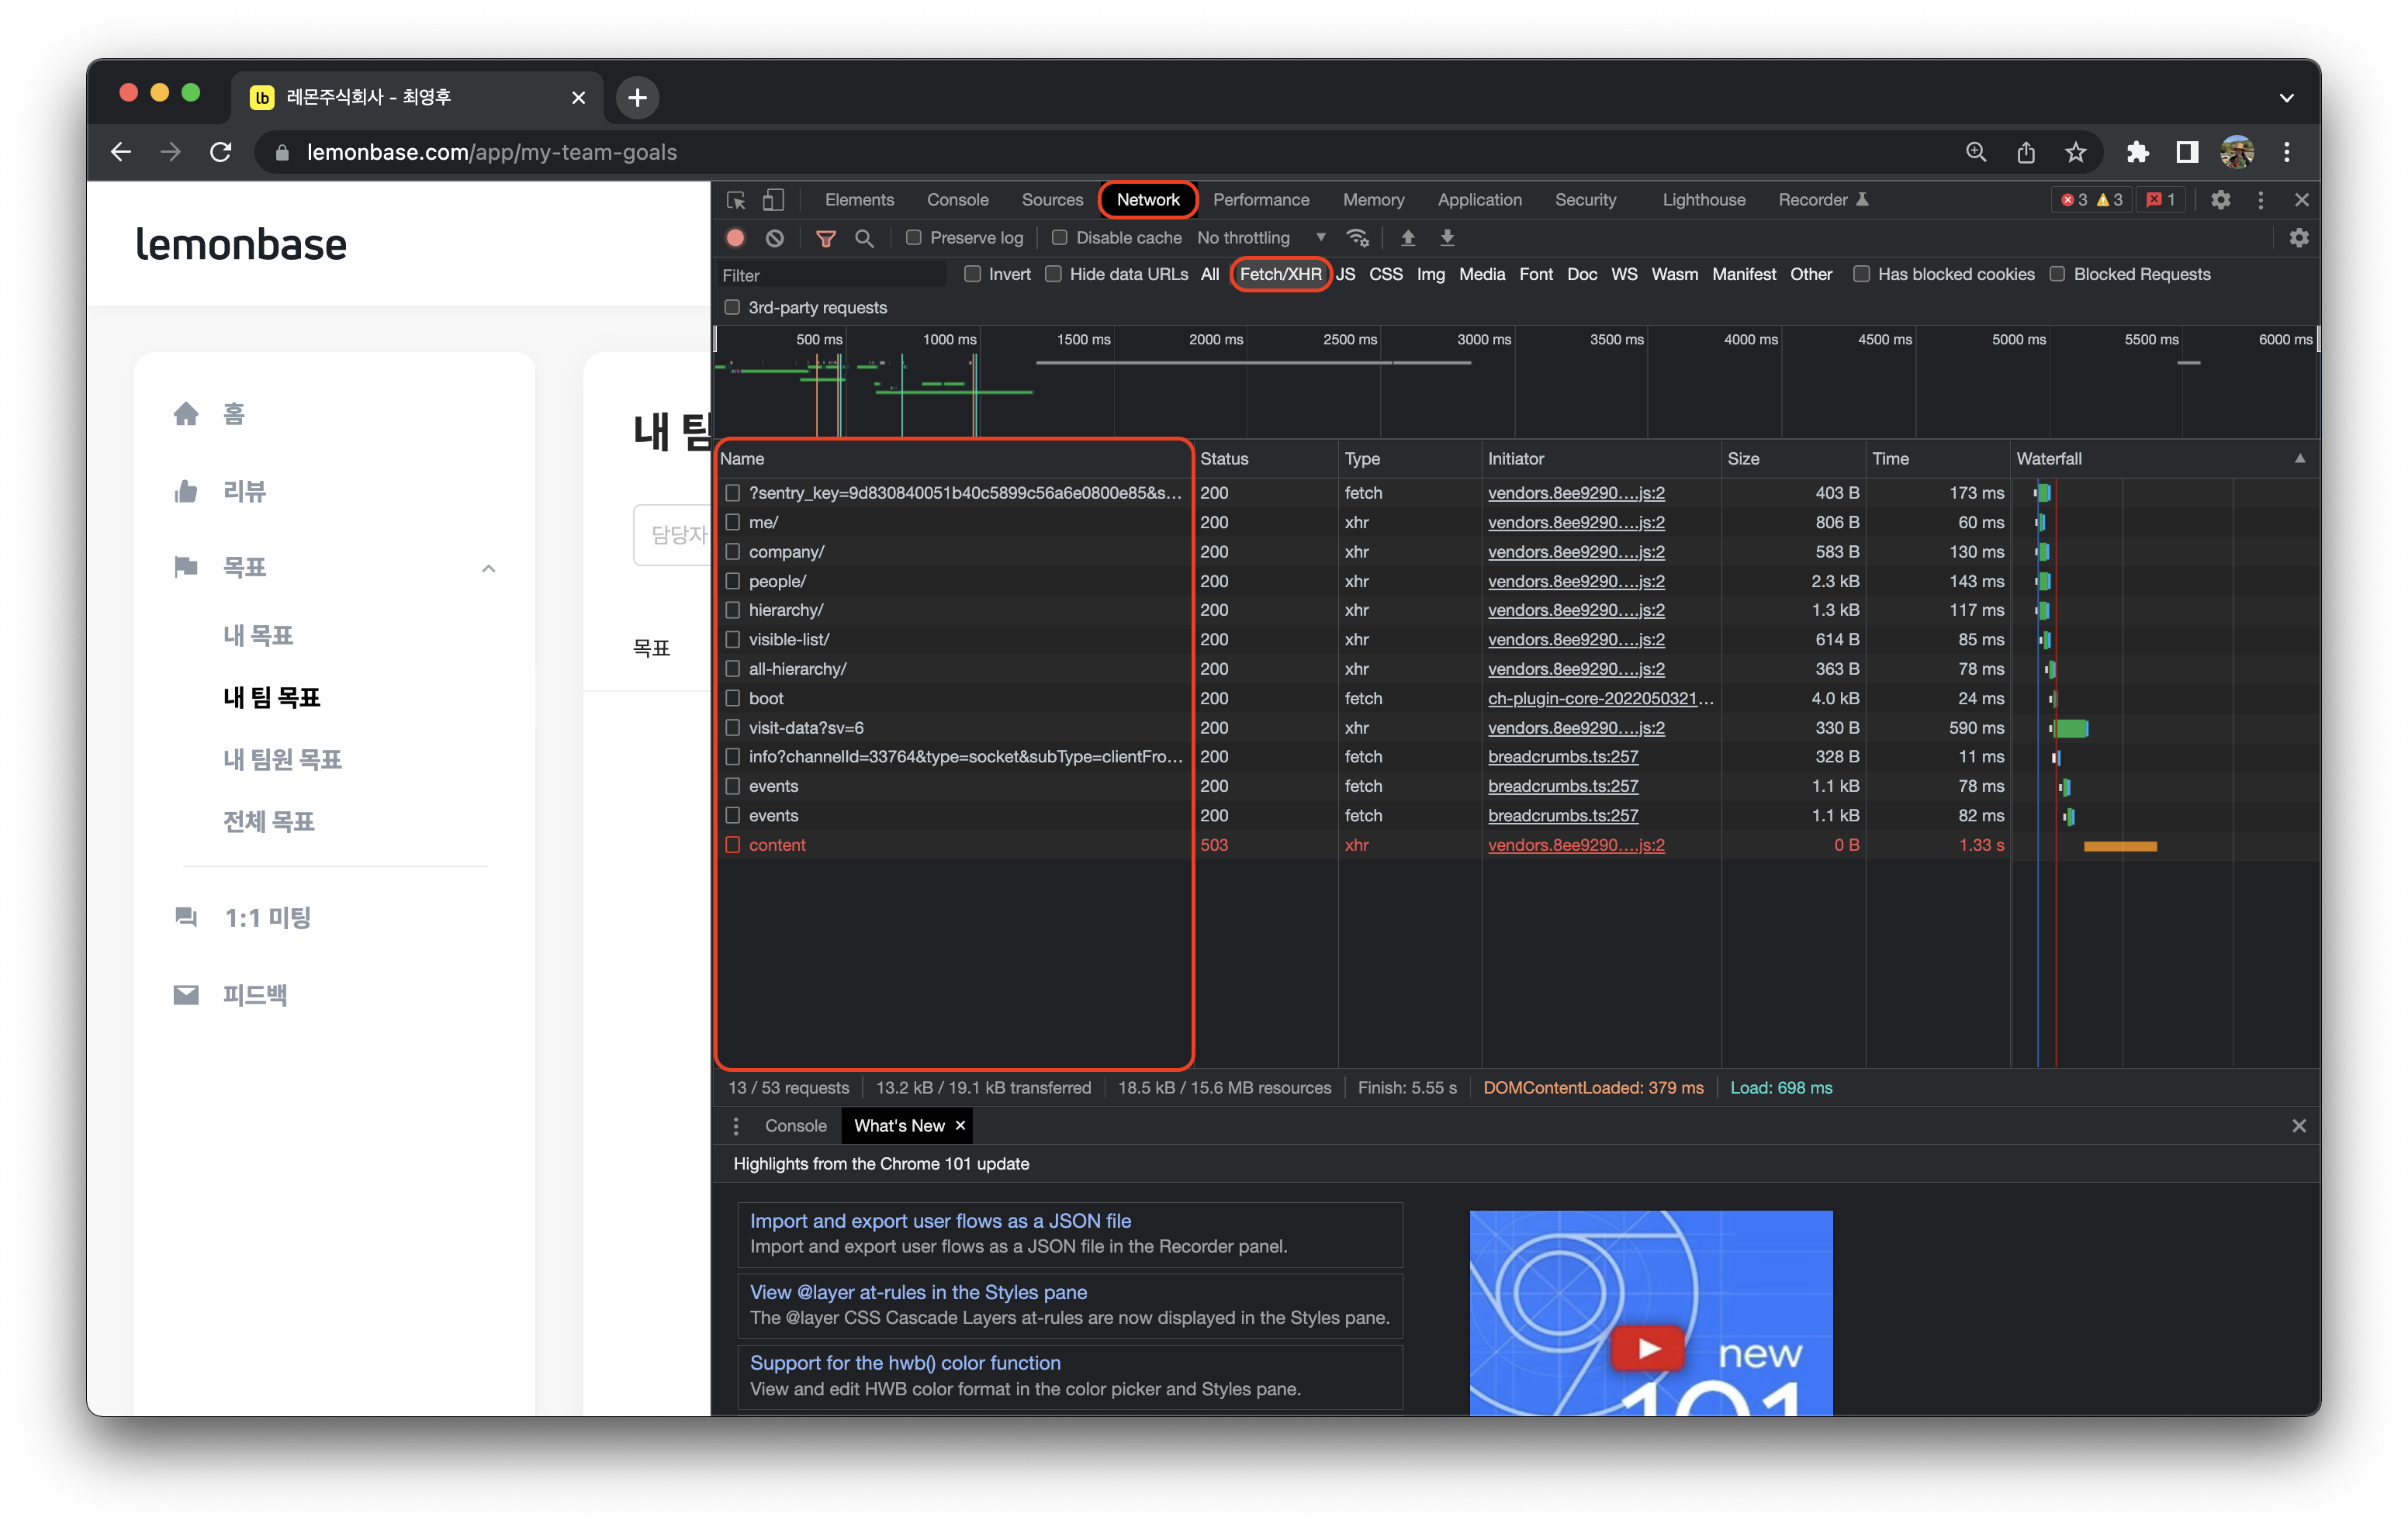 lb 레몬주식회사 - 최영후
lemonbase.com/app/my-team-goals
lemonbase
홈
리뷰
목표
내 목표
내 팀 목표
내 팀원 목표
전체 목표
1:1 미팅
피드백
내 팀
담당자
목표
Elements Console Sources Network Performance Memory Application Security Lighthouse Recorder 3 3 1
Preserve log Disable cache No throttling
Filter Invert Hide data URLs All Fetch/XHR JS CSS Img Media Font Doc WS Wasm Manifest Other Has blocked cookies Blocked Requests
3rd-party requests
500 ms 1000 ms 1500 ms 2000 ms 2500 ms 3000 ms 3500 ms 4000 ms 4500 ms 5000 ms 5500 ms 6000 ms
Name Status Type Initiator Size Time Waterfall
?sentry_key=9d830840051b40c5899c56a6e0800e85&s... 200 fetch vendors.8ee9290....js:2 403 B 173 ms
me/ 200 xhr vendors.8ee9290....js:2 806 B 60 ms
company/ 200 xhr vendors.8ee9290....js:2 583 B 130 ms
people/ 200 xhr vendors.8ee9290....js:2 2.3 kB 143 ms
hierarchy/ 200 xhr vendors.8ee9290....js:2 1.3 kB 117 ms
visible-list/ 200 xhr vendors.8ee9290....js:2 614 B 85 ms
all-hierarchy/ 200 xhr vendors.8ee9290....js:2 363 B 78 ms
boot 200 fetch ch-plugin-core-2022050321... 4.0 kB 24 ms
visit-data?sv=6 200 xhr vendors.8ee9290....js:2 330 B 590 ms
info?channelId=33764&type=socket&subType=clientFro... 200 fetch breadcrumbs.ts:257 328 B 11 ms
events 200 fetch breadcrumbs.ts:257 1.1 kB 78 ms
events 200 fetch breadcrumbs.ts:257 1.1 kB 82 ms
content 503 xhr vendors.8ee9290....js:2 0 B 1.33 s
13 / 53 requests 13.2 kB / 19.1 kB transferred 18.5 kB / 15.6 MB resources Finish: 5.55 s DOMContentLoaded: 379 ms Load: 698 ms
Console What's New
Highlights from the Chrome 101 update
Import and export user flows as a JSON file
Import and export user flows as a JSON file in the Recorder panel.
View @layer at-rules in the Styles pane
The @layer CSS Cascade Layers at-rules are now displayed in the Styles pane.
Support for the hwb() color function
View and edit HWB color format in the color picker and Styles pane.
new
101